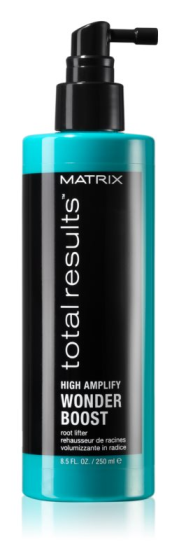 MATRIX
total results™
HIGH AMPLIFY
WONDER
BOOST
root lifter
rehausseur de racines
volumizzante in radice
8.5 FL. OZ. / 250 ml ℮